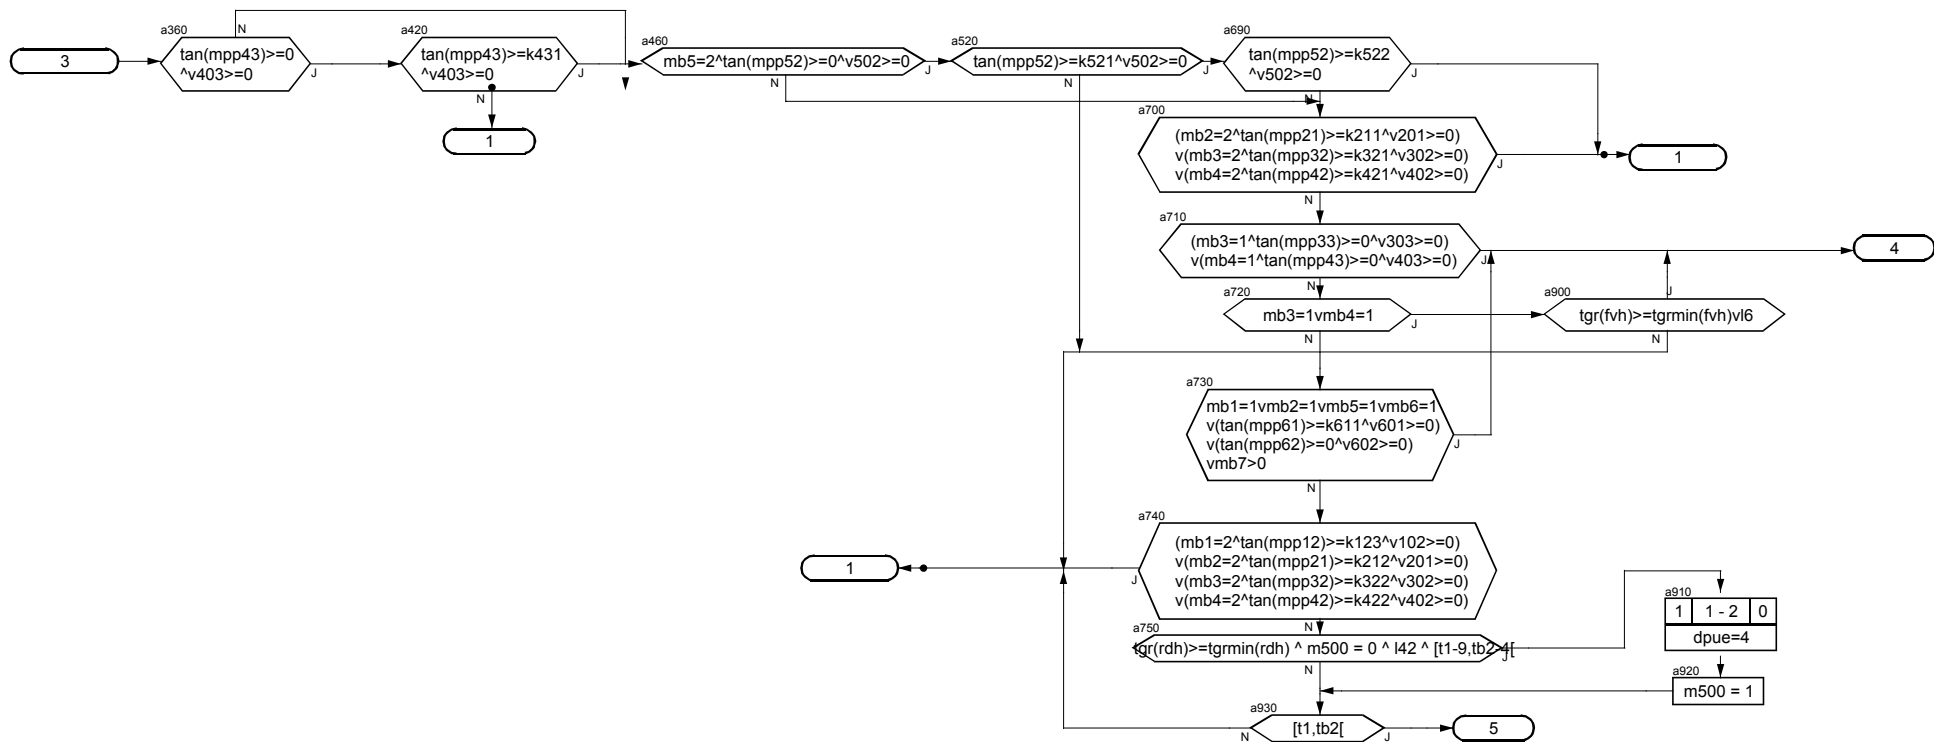 3
a360
tan(mpp43)>=0
^v403>=0
N
J
a420
tan(mpp43)>=k431
^v403>=0
J
N
1
a460
mb5=2^tan(mpp52)>=0^v502>=0
J
N
a520
tan(mpp52)>=k521^v502>=0
J
N
a690
tan(mpp52)>=k522
^v502>=0
J
N
a700
(mb2=2^tan(mpp21)>=k211^v201>=0)
v(mb3=2^tan(mpp32)>=k321^v302>=0)
v(mb4=2^tan(mpp42)>=k421^v402>=0)
J
N
1
a710
(mb3=1^tan(mpp33)>=0^v303>=0)
v(mb4=1^tan(mpp43)>=0^v403>=0)
J
N
4
a720
mb3=1vmb4=1
J
N
a900
tgr(fvh)>=tgrmin(fvh)vl6
J
N
a730
mb1=1vmb2=1vmb5=1vmb6=1
v(tan(mpp61)>=k611^v601>=0)
v(tan(mpp62)>=0^v602>=0)
vmb7>0
J
N
a740
(mb1=2^tan(mpp12)>=k123^v102>=0)
v(mb2=2^tan(mpp21)>=k212^v201>=0)
v(mb3=2^tan(mpp32)>=k322^v302>=0)
v(mb4=2^tan(mpp42)>=k422^v402>=0)
J
N
1
a750
tgr(rdh)>=tgrmin(rdh) ^ m500 = 0 ^ l42 ^ [t1-9,tb2-4[
J
N
a910
1 1 - 2 0
dpue=4
a920
m500 = 1
a930
[t1,tb2[
N
J
5